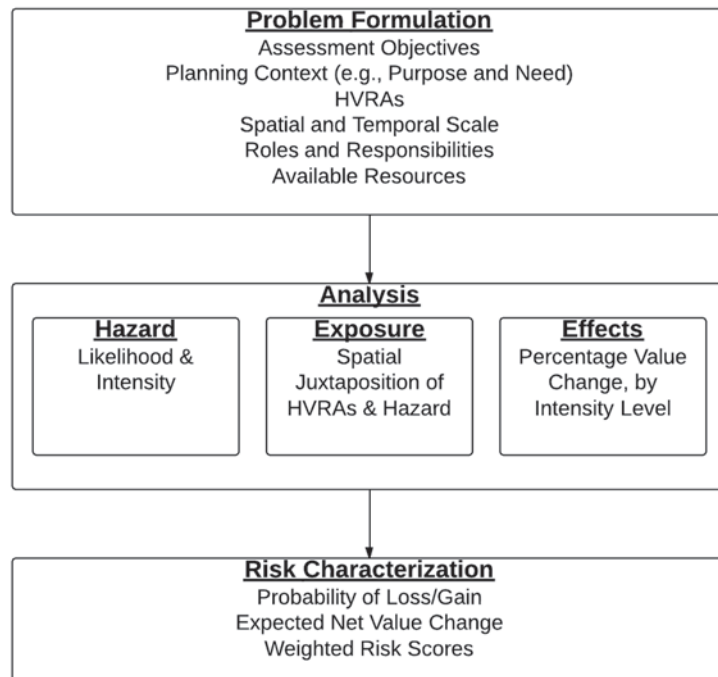 Problem Formulation
Assessment Objectives
Planning Context (e.g., Purpose and Need)
HVRAs
Spatial and Temporal Scale
Roles and Responsibilities
Available Resources
Analysis
Hazard
Likelihood &
Intensity
Exposure
Spatial
Juxtaposition of
HVRAs & Hazard
Effects
Percentage Value
Change, by
Intensity Level
Risk Characterization
Probability of Loss/Gain
Expected Net Value Change
Weighted Risk Scores